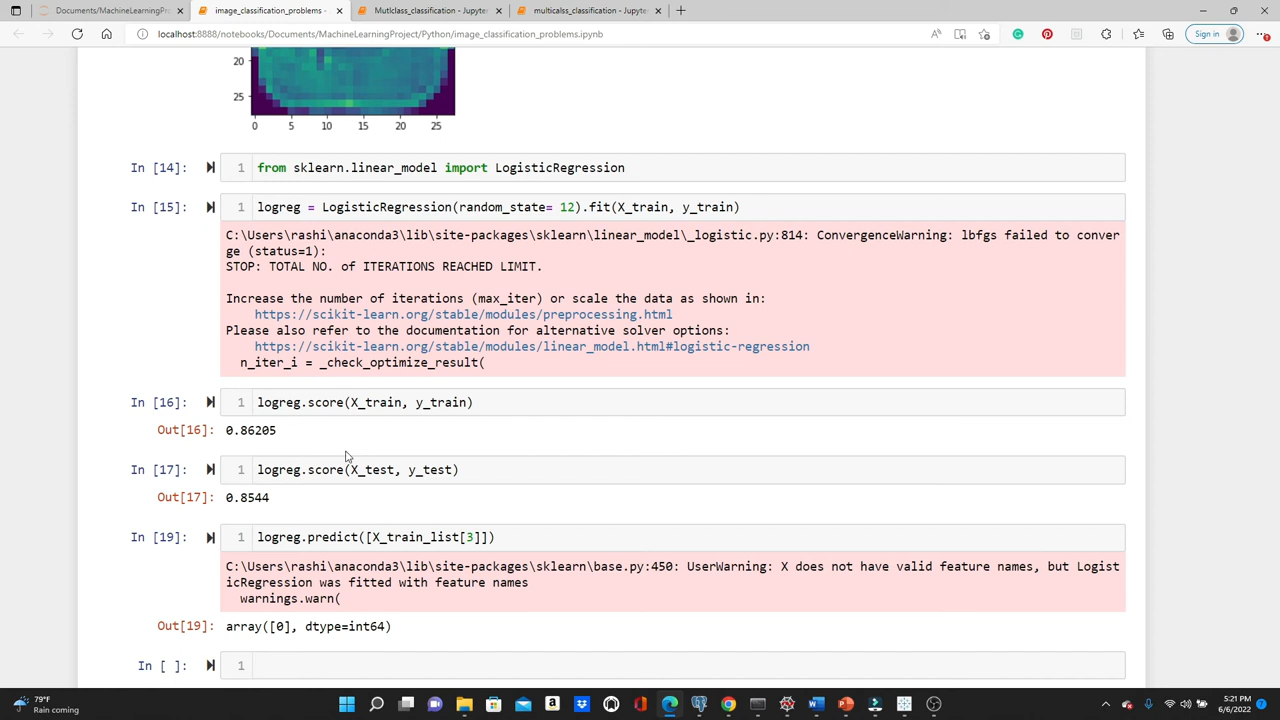 Documents/MachineLearningPro
image_classification_problems -
Mutlclass_classification - Jupyter
multicalss_classification - Jupyte
localhost:8888/notebooks/Documents/MachineLearningProject/Python/image_classification_problems.ipynb
Sign in
20
25
0 5 10 15 20 25
In [14]: 1 from sklearn.linear_model import LogisticRegression
In [15]: 1 logreg = LogisticRegression(random_state= 12).fit(X_train, y_train)
C:\Users\rashi\anaconda3\lib\site-packages\sklearn\linear_model\_logistic.py:814: ConvergenceWarning: lbfgs failed to conver
ge (status=1):
STOP: TOTAL NO. of ITERATIONS REACHED LIMIT.
Increase the number of iterations (max_iter) or scale the data as shown in:
https://scikit-learn.org/stable/modules/preprocessing.html
Please also refer to the documentation for alternative solver options:
https://scikit-learn.org/stable/modules/linear_model.html#logistic-regression
n_iter_i = _check_optimize_result(
In [16]: 1 logreg.score(X_train, y_train)
Out[16]: 0.86205
In [17]: 1 logreg.score(X_test, y_test)
Out[17]: 0.8544
In [19]: 1 logreg.predict([X_train_list[3]])
C:\Users\rashi\anaconda3\lib\site-packages\sklearn\base.py:450: UserWarning: X does not have valid feature names, but Logist
icRegression was fitted with feature names
warnings.warn(
Out[19]: array([0], dtype=int64)
In [ ]: 1
79°F
Rain coming
5:21 PM
6/6/2022